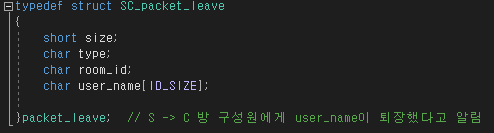 typedef struct SC_packet_leave
{
short size;
char type;
char room_id;
char user_name[ID_SIZE];
}packet_leave; // S -> C 방 구성원에게 user_name이 퇴장했다고 알림